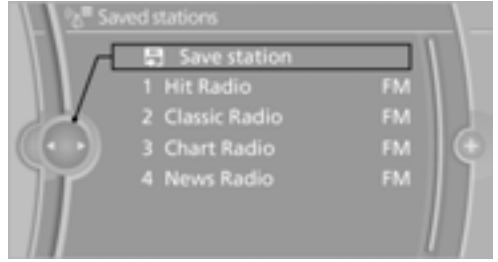 Saved stations
Save station
1 Hit Radio FM
2 Classic Radio FM
3 Chart Radio FM
4 News Radio FM